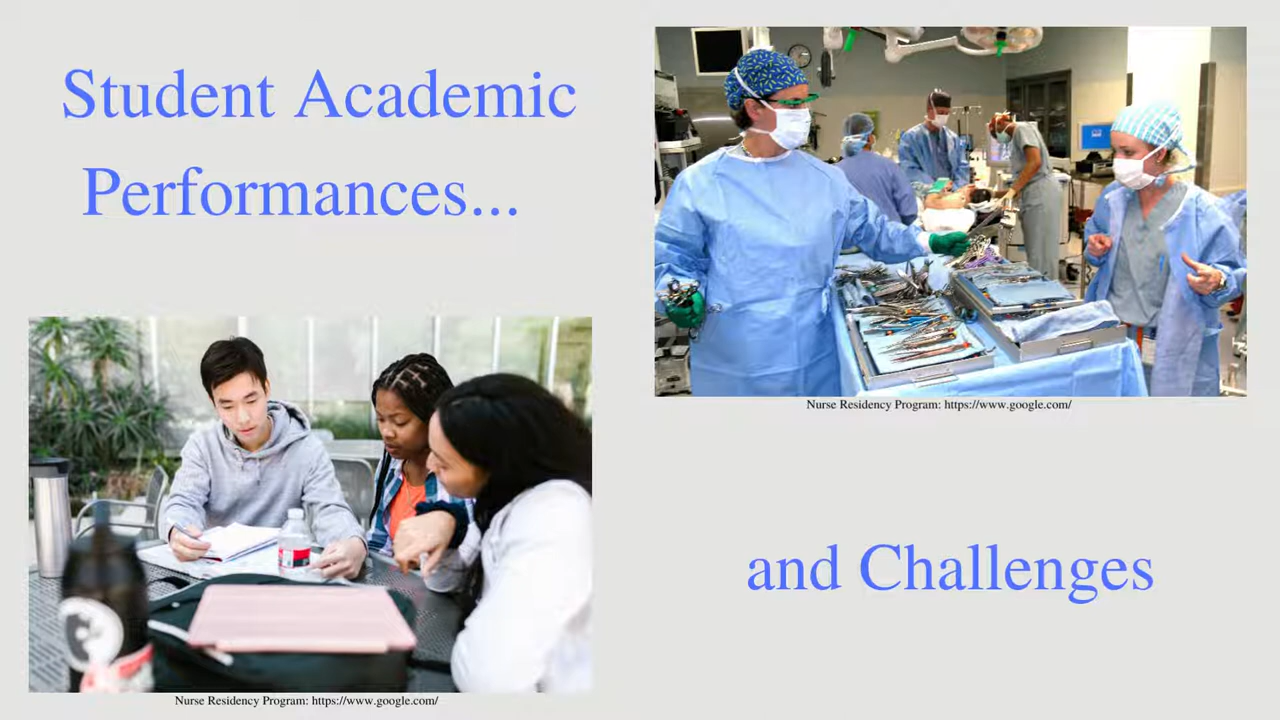 Student Academic
Performances...
Nurse Residency Program: https://www.google.com/
and Challenges
Nurse Residency Program: https://www.google.com/